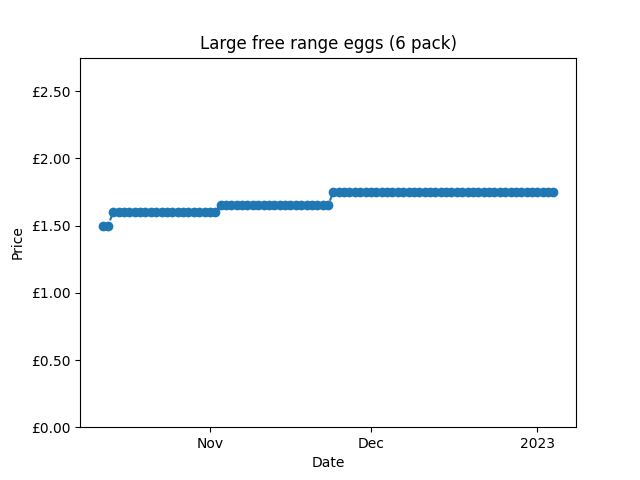 Large free range eggs (6 pack)
£2.50
£2.00
£1.50
£1.00
£0.50
£0.00
Price
Nov
Dec
2023
Date